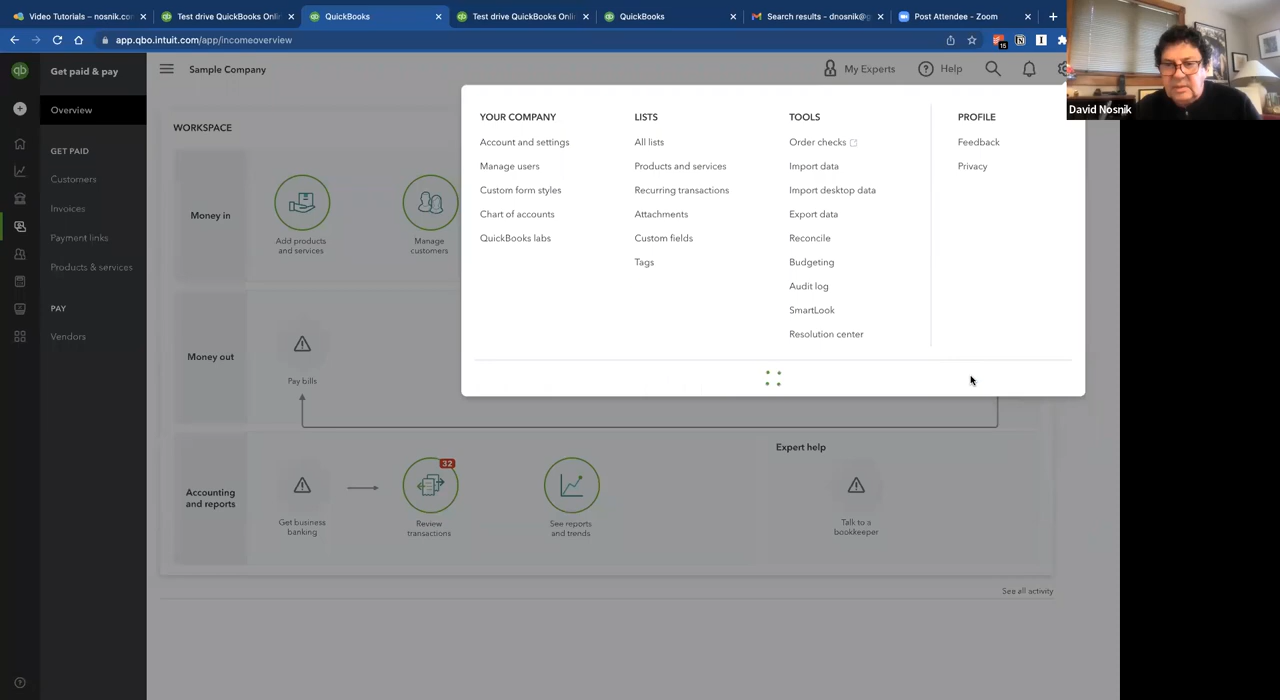 Video Tutorials – nosnik.co
Test drive QuickBooks Onli
QuickBooks
Test drive QuickBooks Onli
QuickBooks
Search results - dnosnik@g
Post Attendee - Zoom
app.qbo.intuit.com/app/incomeoverview
15
David Nosnik
qb
Get paid & pay
Sample Company
My Experts
Help
Overview
GET PAID
Customers
Invoices
Payment links
Products & services
PAY
Vendors
WORKSPACE
Money in
Add products
and services
Manage
customers
Money out
Pay bills
Accounting
and reports
Get business
banking
32
Review
transactions
See reports
and trends
Expert help
Talk to a
bookkeeper
See all activity
YOUR COMPANY
Account and settings
Manage users
Custom form styles
Chart of accounts
QuickBooks labs
LISTS
All lists
Products and services
Recurring transactions
Attachments
Custom fields
Tags
TOOLS
Order checks
Import data
Import desktop data
Export data
Reconcile
Budgeting
Audit log
SmartLook
Resolution center
PROFILE
Feedback
Privacy